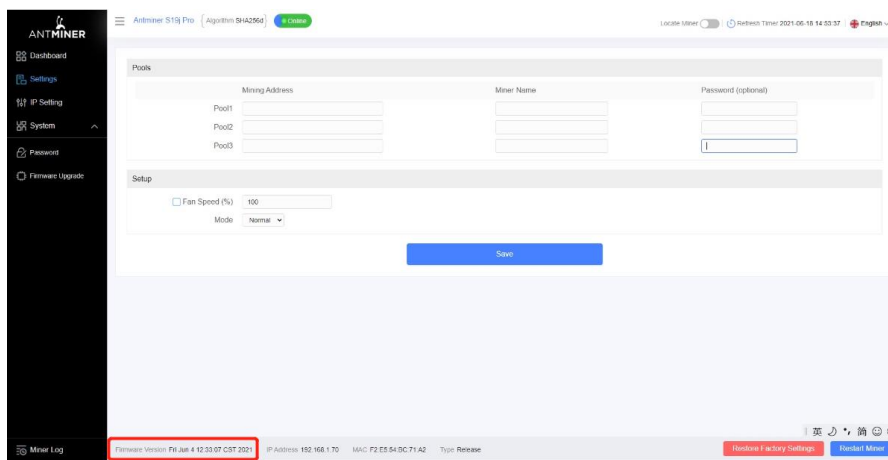 ANTMINER
Antminer S19j Pro Algorithm SHA256d Online
Locate Miner Refresh Timer 2021-06-18 14:53:37 English
Dashboard
Settings
IP Setting
System
Password
Firmware Upgrade
Pools
Mining Address Miner Name Password (optional)
Pool1
Pool2
Pool3
Setup
Fan Speed (%) 100
Mode Normal
Save
英 简
Miner Log
Firmware Version Fri Jun 4 12:33:07 CST 2021 IP Address 192.168.1.70 MAC F2:E5:54:BC:71:A2 Type Release
Restore Factory Settings Restart Miner